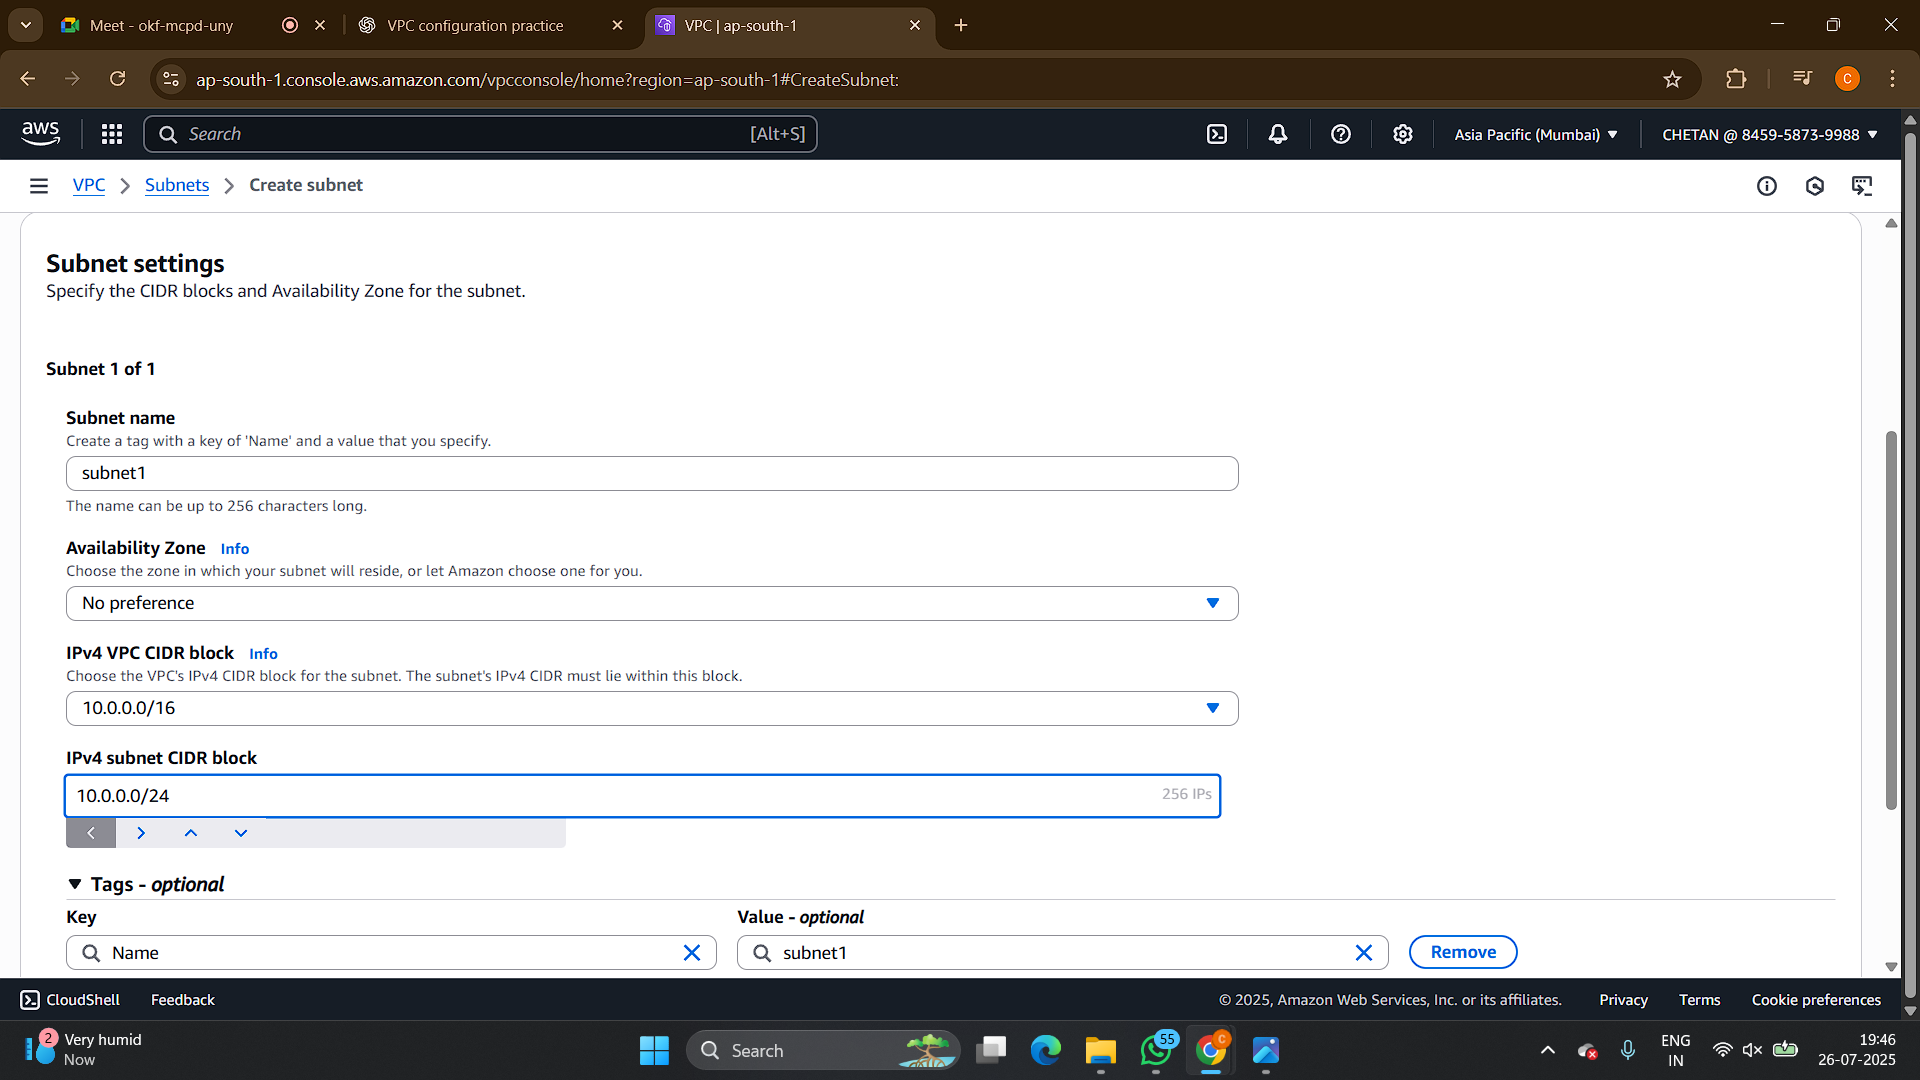 Meet - okf-mcpd-uny
VPC configuration practice
VPC | ap-south-1
ap-south-1.console.aws.amazon.com/vpcconsole/home?region=ap-south-1#CreateSubnet:
C
aws
Search
[Alt+S]
Asia Pacific (Mumbai)
CHETAN @ 8459-5873-9988
VPC
Subnets
Create subnet
Subnet settings
Specify the CIDR blocks and Availability Zone for the subnet.
Subnet 1 of 1
Subnet name
Create a tag with a key of 'Name' and a value that you specify.
subnet1
The name can be up to 256 characters long.
Availability Zone Info
Choose the zone in which your subnet will reside, or let Amazon choose one for you.
No preference
IPv4 VPC CIDR block Info
Choose the VPC's IPv4 CIDR block for the subnet. The subnet's IPv4 CIDR must lie within this block.
10.0.0.0/16
IPv4 subnet CIDR block
10.0.0.0/24
256 IPs
Tags - optional
Key
Value - optional
Name
subnet1
Remove
CloudShell
Feedback
© 2025, Amazon Web Services, Inc. or its affiliates.
Privacy
Terms
Cookie preferences
2
Very humid
Now
Search
55
C
ENG
IN
19:46
26-07-2025